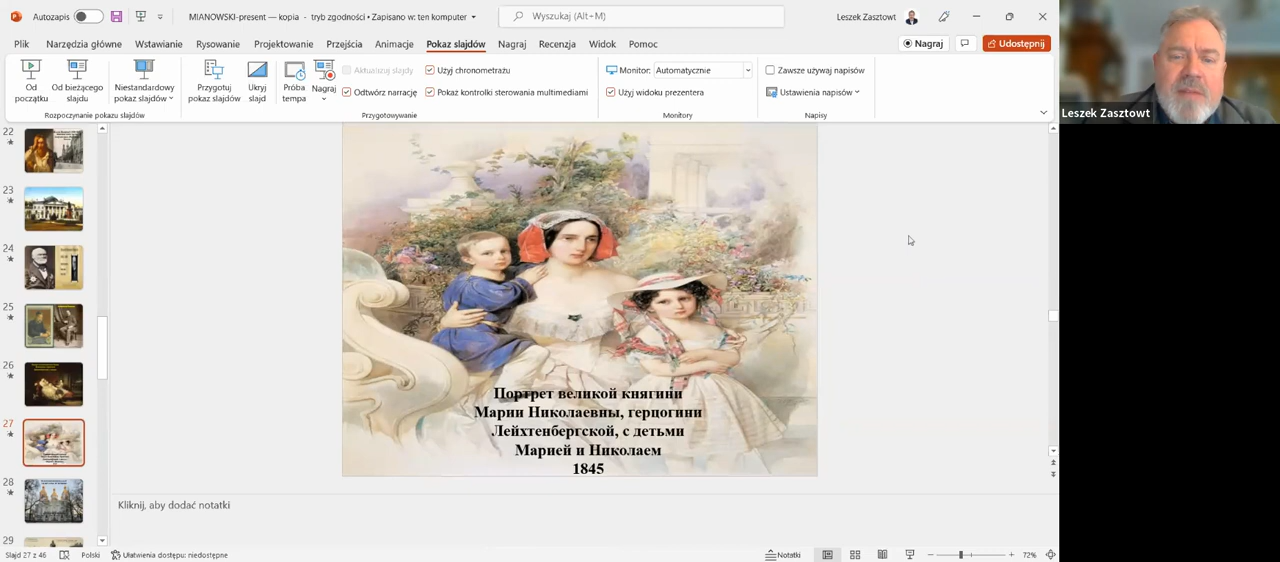 Autozapis
MIANOWSKI-present — kopia - tryb zgodności • Zapisano w: ten komputer
Wyszukaj (Alt+M)
Leszek Zasztowt
Plik
Narzędzia główne
Wstawianie
Rysowanie
Projektowanie
Przejścia
Animacje
Pokaz slajdów
Nagraj
Recenzja
Widok
Pomoc
Nagraj
Udostępnij
Od początku
Od bieżącego slajdu
Niestandardowy pokaz slajdów
Rozpoczynanie pokazu slajdów
Przygotuj pokaz slajdów
Ukryj slajd
Próba tempa
Nagraj
Aktualizuj slajdy
Odtwórz narrację
Użyj chronometrażu
Pokaż kontrolki sterowania multimediami
Przygotowywanie
Monitor:
Automatycznie
Użyj widoku prezentera
Monitory
Zawsze używaj napisów
Ustawienia napisów
Napisy
Leszek Zasztowt
22
23
24
25
26
27
28
29
Портрет великой княгини
Марии Николаевны, герцогини
Лейхтенбергской, с детьми
Марией и Николаем
1845
Kliknij, aby dodać notatki
Slajd 27 z 46
Polski
Ułatwienia dostępu: niedostępne
Notatki
72%